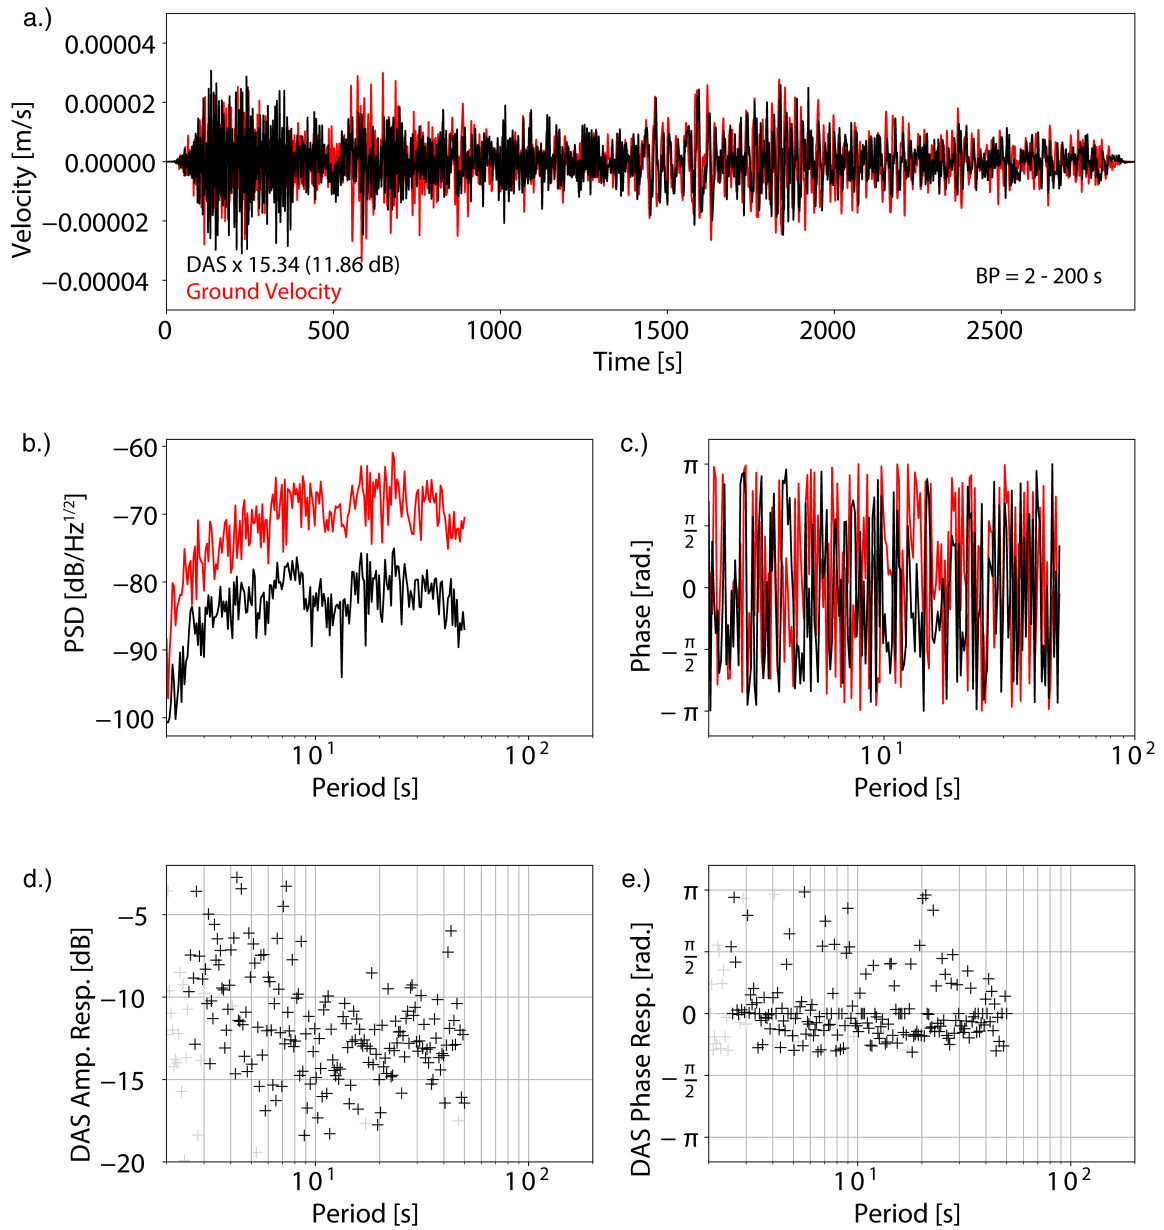 a.)
0.00004
0.00002
0.00000
−0.00002
−0.00004
Velocity [m/s]
DAS x 15.34 (11.86 dB)
Ground Velocity
BP = 2 - 200 s
0 500 1000 1500 2000 2500
Time [s]
b.)
−60
−70
−80
−90
−100
PSD [dB/Hz^1/2]
10^1 10^2
Period [s]
c.)
π
π/2
0
−π/2
−π
Phase [rad.]
10^1 10^2
Period [s]
d.)
−5
−10
−15
−20
DAS Amp. Resp. [dB]
10^1 10^2
Period [s]
e.)
π
π/2
0
−π/2
−π
DAS Phase Resp. [rad.]
10^1 10^2
Period [s]